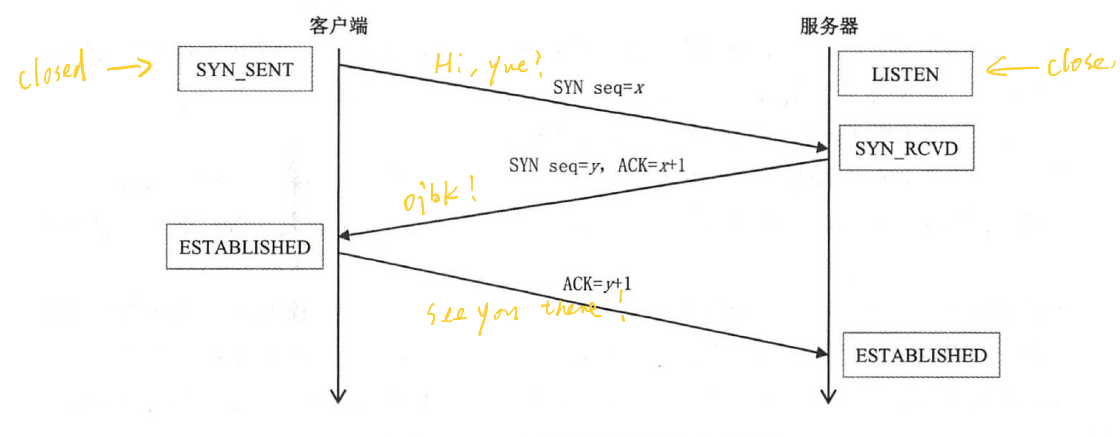 客户端
服务器
closed
SYN_SENT
Hi, yue?
SYN seq=x
LISTEN
close.
SYN_RCVD
SYN seq=y, ACK=x+1
ojbk!
ESTABLISHED
ACK=y+1
see you there!
ESTABLISHED